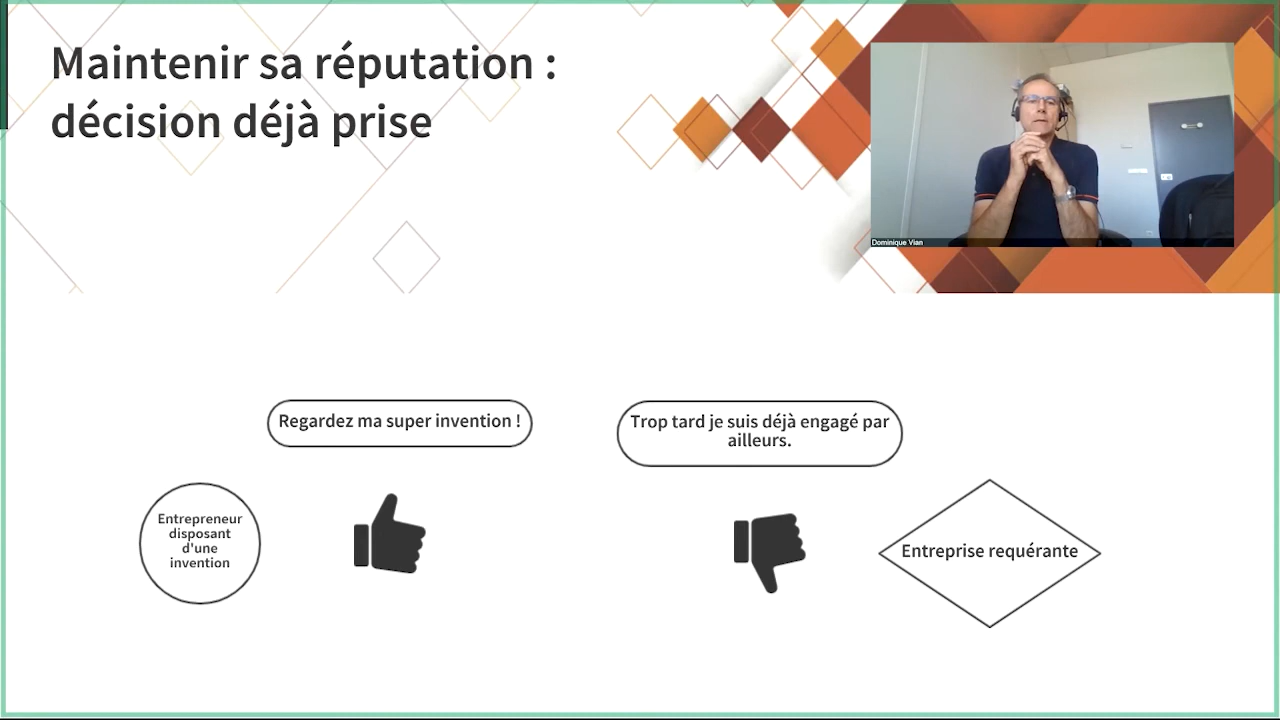 Maintenir sa réputation :
décision déjà prise
Dominique Vian
Regardez ma super invention !
Trop tard je suis déjà engagé par
ailleurs.
Entrepreneur
disposant
d'une
invention
Entreprise requérante